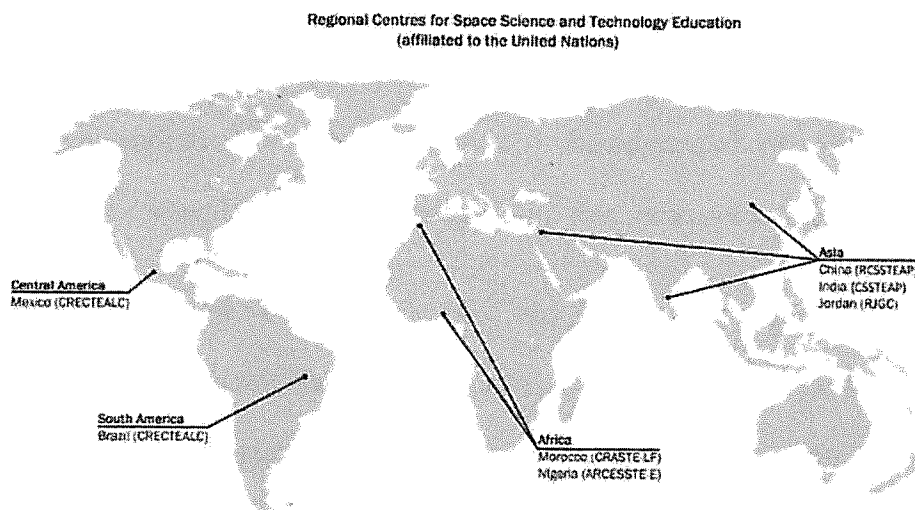 Regional Centres for Space Science and Technology Education
(affiliated to the United Nations)
Central America
Mexico (CRECTEALC)
South America
Brazil (CRECTEALC)
Africa
Morocco (CRASTE-LF)
Nigeria (ARCESSTE-E)
Asia
China (RCSSTEAP)
India (CSSTEAP)
Jordan (RJGC)